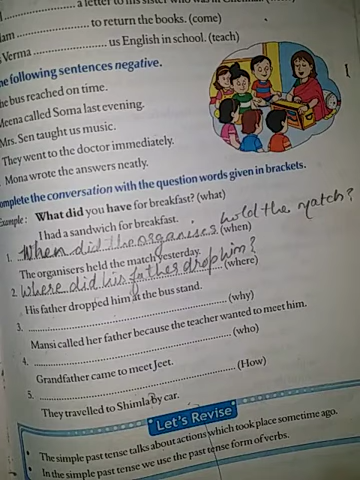 a letter to his sister who was in
to return the books. (come)
Verma ........................ us English in school. (teach)
following sentences negative.
bus reached on time.
Meena called Soma last evening.
Mrs. Sen taught us music.
They went to the doctor immediately.
Mona wrote the answers neatly.
Complete the conversation with the question words given in brackets.
Example: What did you have for breakfast? (what)
I had a sandwich for breakfast.
1. When did the organises hold the match? (when)
The organisers held the match yesterday.
2. Where did his father drop him? (where)
His father dropped him at the bus stand.
3. ........................ (why)
Mansi called her father because the teacher wanted to meet him.
4. ........................ (who)
Grandfather came to meet Jeet.
5. ........................ (How)
They travelled to Shimla by car.
Let's Revise
• The simple past tense talks about actions which took place sometime ago.
• In the simple past tense we use the past tense form of verbs.